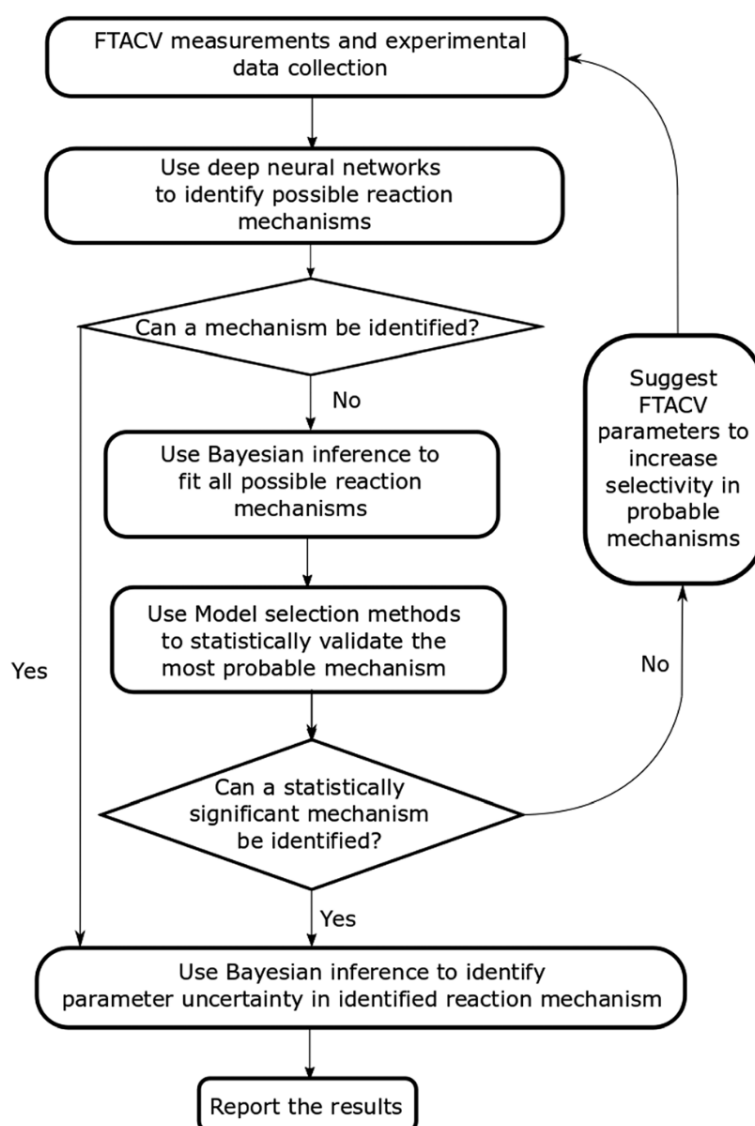 FTACV measurements and experimental
data collection
Use deep neural networks
to identify possible reaction
mechanisms
Can a mechanism be identified?
No
Use Bayesian inference to
fit all possible reaction
mechanisms
Use Model selection methods
to statistically validate the
most probable mechanism
Yes
Can a statistically
significant mechanism
be identified?
No
Suggest
FTACV
parameters to
increase
selectivity in
probable
mechanisms
Yes
Use Bayesian inference to identify
parameter uncertainty in identified reaction mechanism
Report the results